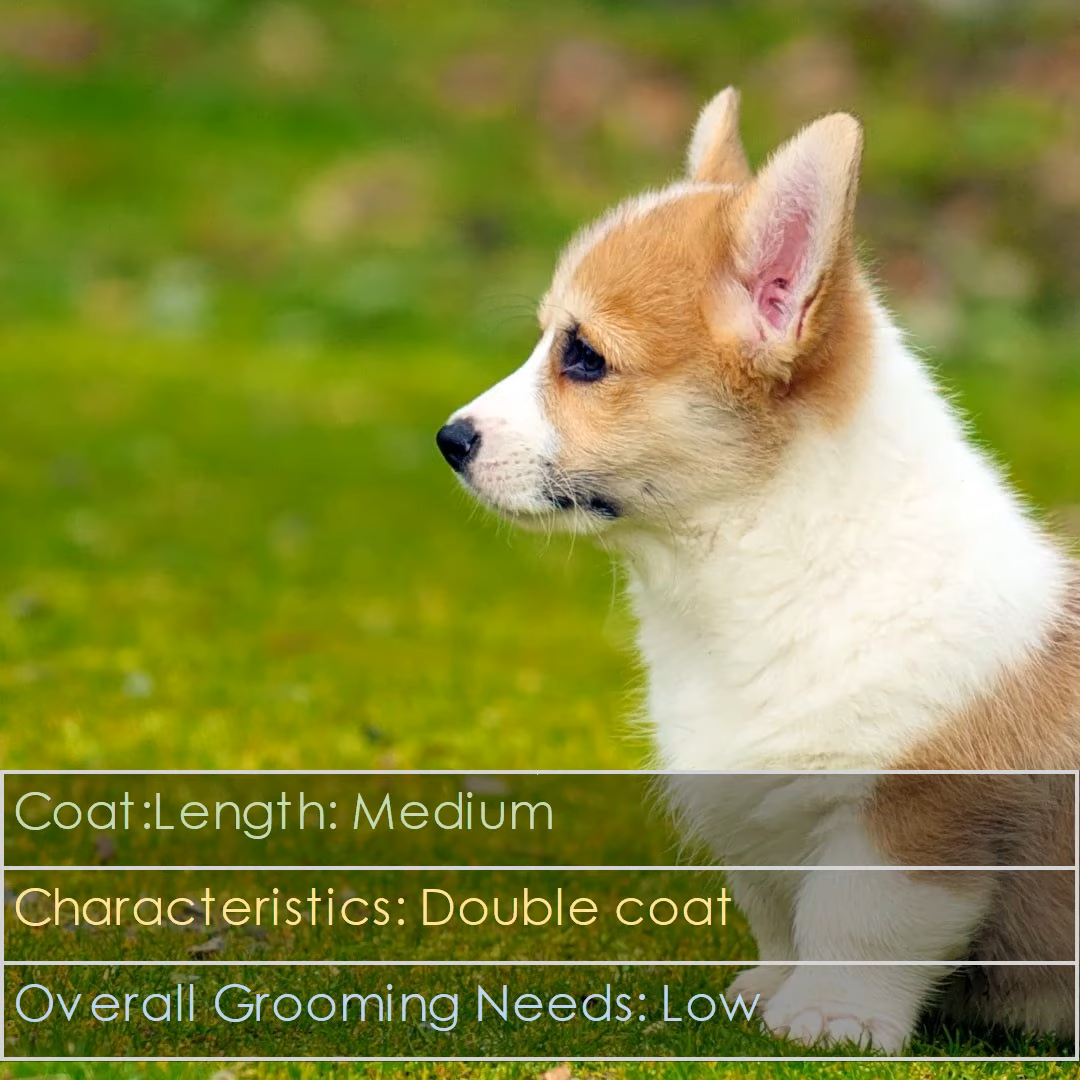 Coat:Length: Medium
Characteristics: Double coat
Overall Grooming Needs: Low